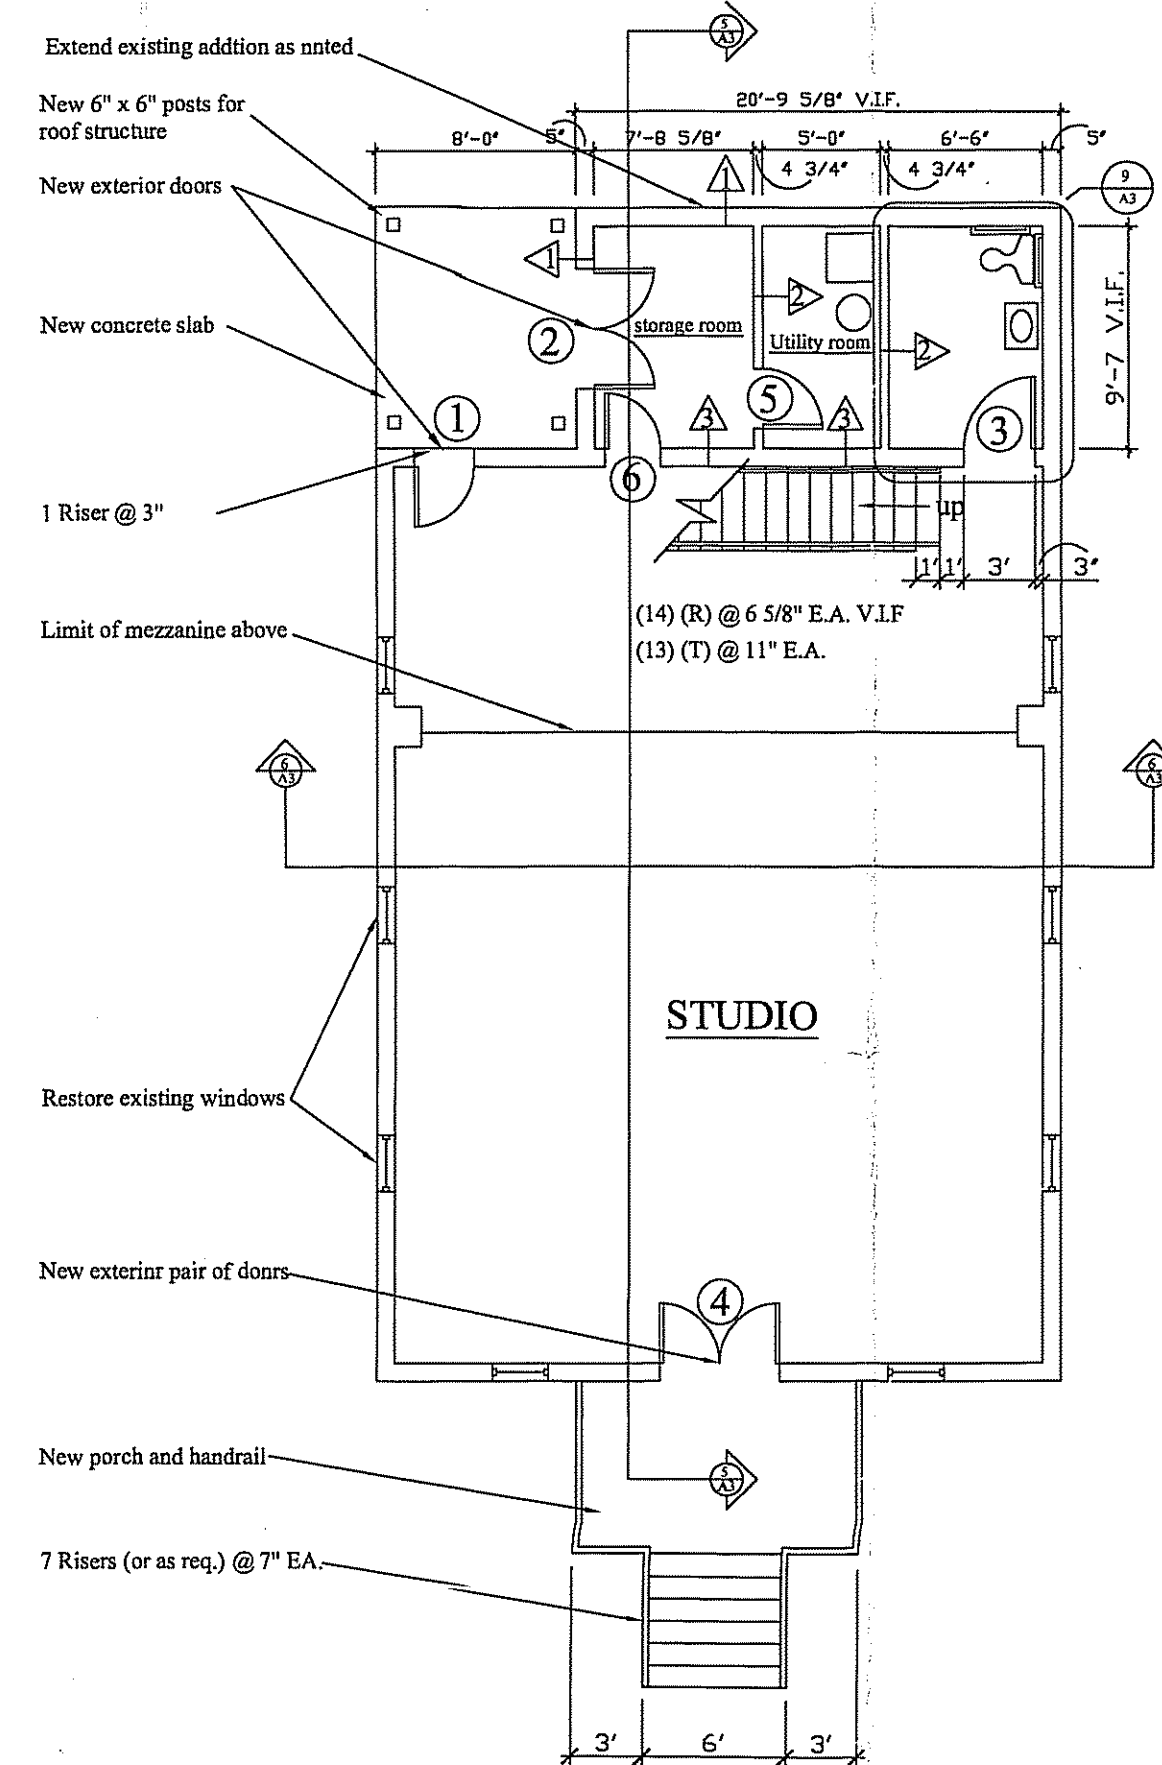 5
A3
Extend existing addtion as nnted
20'-9 5/8" V.I.F.
New 6" x 6" posts for
roof structure
8'-0" 5" 7'-8 5/8" 5'-0" 6'-6" 5"
4 3/4" 4 3/4"
1
9
A3
New exterior doors
1
2
storage room
Utility room
2
2
9'-7 V.I.F.
New concrete slab
2
1
5
3
3
3
6
1 Riser @ 3"
up
1' 1' 3' 3"
(14) (R) @ 6 5/8" E.A. V.I.F
(13) (T) @ 11" E.A.
Limit of mezzanine above
6
A3
6
A3
STUDIO
Restore existing windows
New exterinr pair of donrs
4
New porch and handrail
5
A3
7 Risers (or as req.) @ 7" EA.
3' 6' 3'